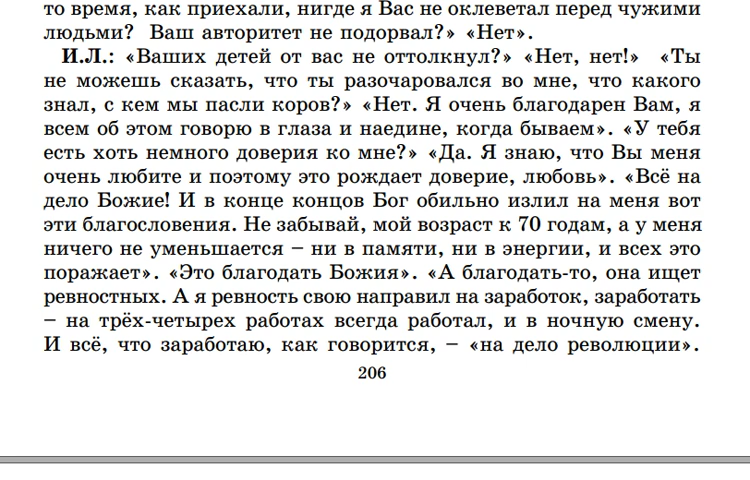 то время, как приехали, нигде я Вас не оклеветал перед чужими
людьми? Ваш авторитет не подорвал?» «Нет».
И.Л.: «Ваших детей от вас не оттолкнул?» «Нет, нет!» «Ты
не можешь сказать, что ты разочаровался во мне, что какого
знал, с кем мы пасли коров?» «Нет. Я очень благодарен Вам, я
всем об этом говорю в глаза и наедине, когда бываем». «У тебя
есть хоть немного доверия ко мне?» «Да. Я знаю, что Вы меня
очень любите и поэтому это рождает доверие, любовь». «Всё на
дело Божие! И в конце концов Бог обильно излил на меня вот
эти благословения. Не забывай, мой возраст к 70 годам, а у меня
ничего не уменьшается – ни в памяти, ни в энергии, и всех это
поражает». «Это благодать Божия». «А благодать-то, она ищет
ревностных. А я ревность свою направил на заработок, заработать
– на трёх-четырех работах всегда работал, и в ночную смену.
И всё, что заработаю, как говорится, – «на дело революции».
206